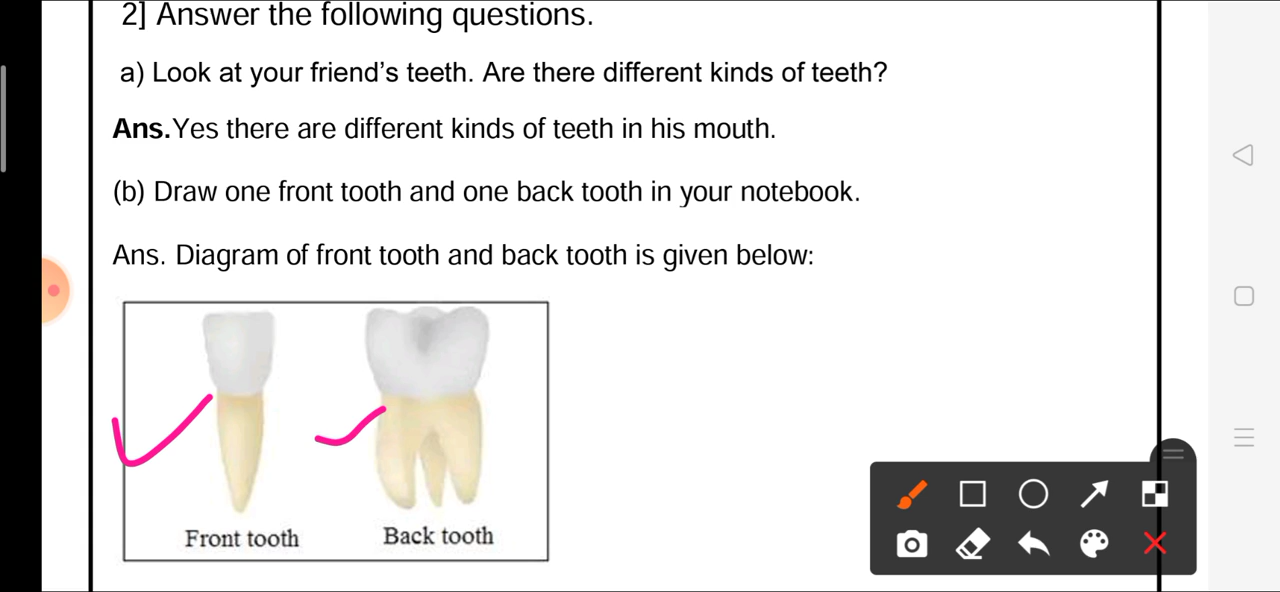 2] Answer the following questions.
a) Look at your friend’s teeth. Are there different kinds of teeth?
Ans.Yes there are different kinds of teeth in his mouth.
(b) Draw one front tooth and one back tooth in your notebook.
Ans. Diagram of front tooth and back tooth is given below:
Front tooth
Back tooth